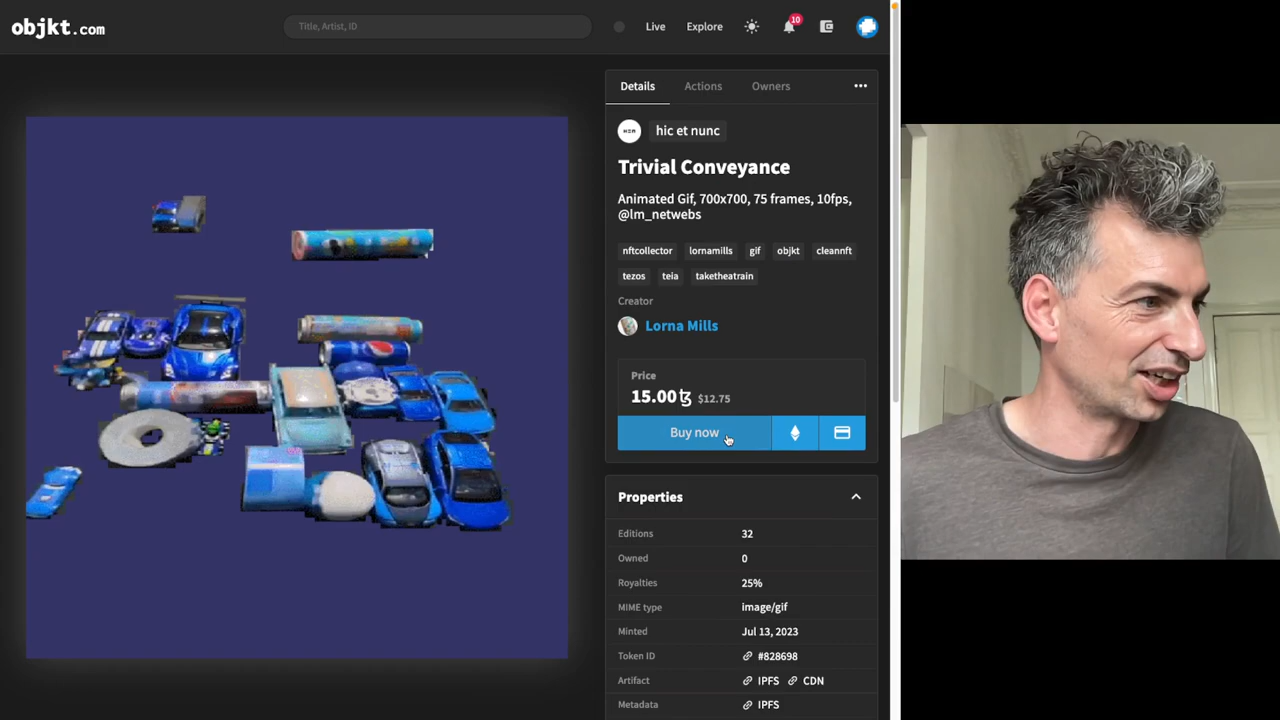 objkt.com
Title, Artist, ID
Live
Explore
10
Details
Actions
Owners
hic et nunc
Trivial Conveyance
Animated Gif, 700x700, 75 frames, 10fps,
@lm_netwebs
nftcollector
lornamills
gif
objkt
cleannft
tezos
teia
taketheatrain
Creator
Lorna Mills
Price
15.00ꜩ $12.75
Buy now
Properties
Editions 32
Owned 0
Royalties 25%
MIME type image/gif
Minted Jul 13, 2023
Token ID #828698
Artifact IPFS CDN
Metadata IPFS